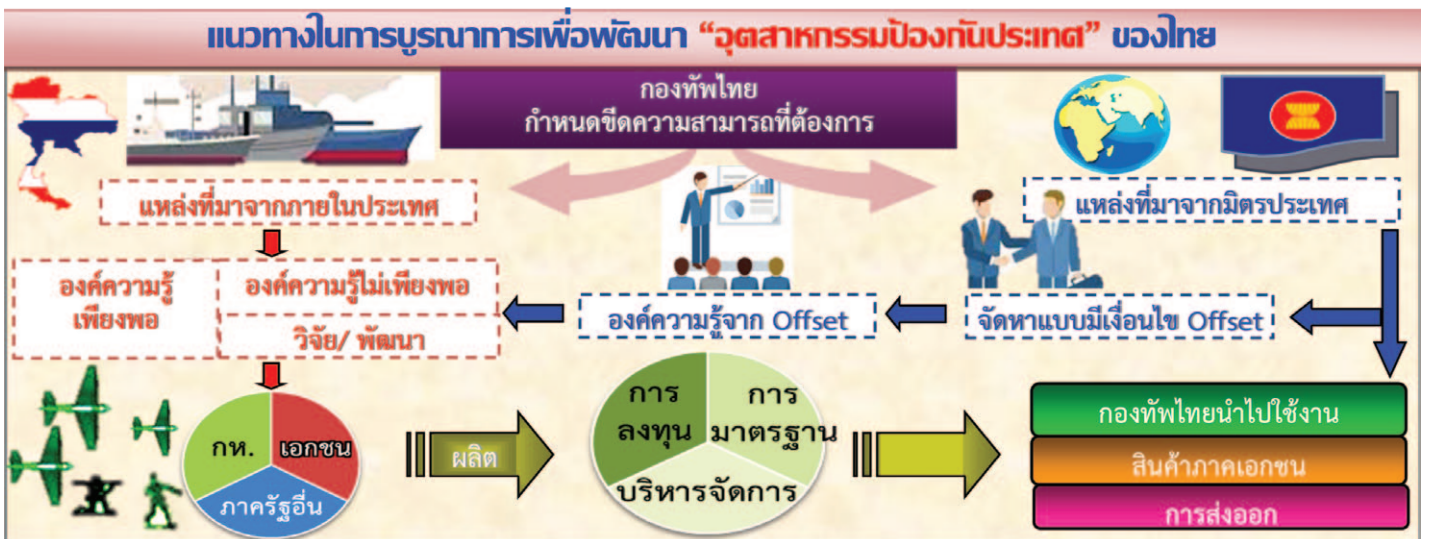 แนวทางในการบูรณาการเพื่อพัฒนา “อุตสาหกรรมป้องกันประเทศ” ของไทย
กองทัพไทย
กำหนดขีดความสามารถที่ต้องการ
แหล่งที่มาจากภายในประเทศ
แหล่งที่มาจากมิตรประเทศ
องค์ความรู้
เพียงพอ
องค์ความรู้ไม่เพียงพอ
วิจัย/ พัฒนา
องค์ความรู้จาก Offset
จัดหาแบบมีเงื่อนไข Offset
กห.
เอกชน
ภาครัฐอื่น
ผลิต
การ
ลงทุน
การ
มาตรฐาน
บริหารจัดการ
กองทัพไทยนำไปใช้งาน
สินค้าภาคเอกชน
การส่งออก